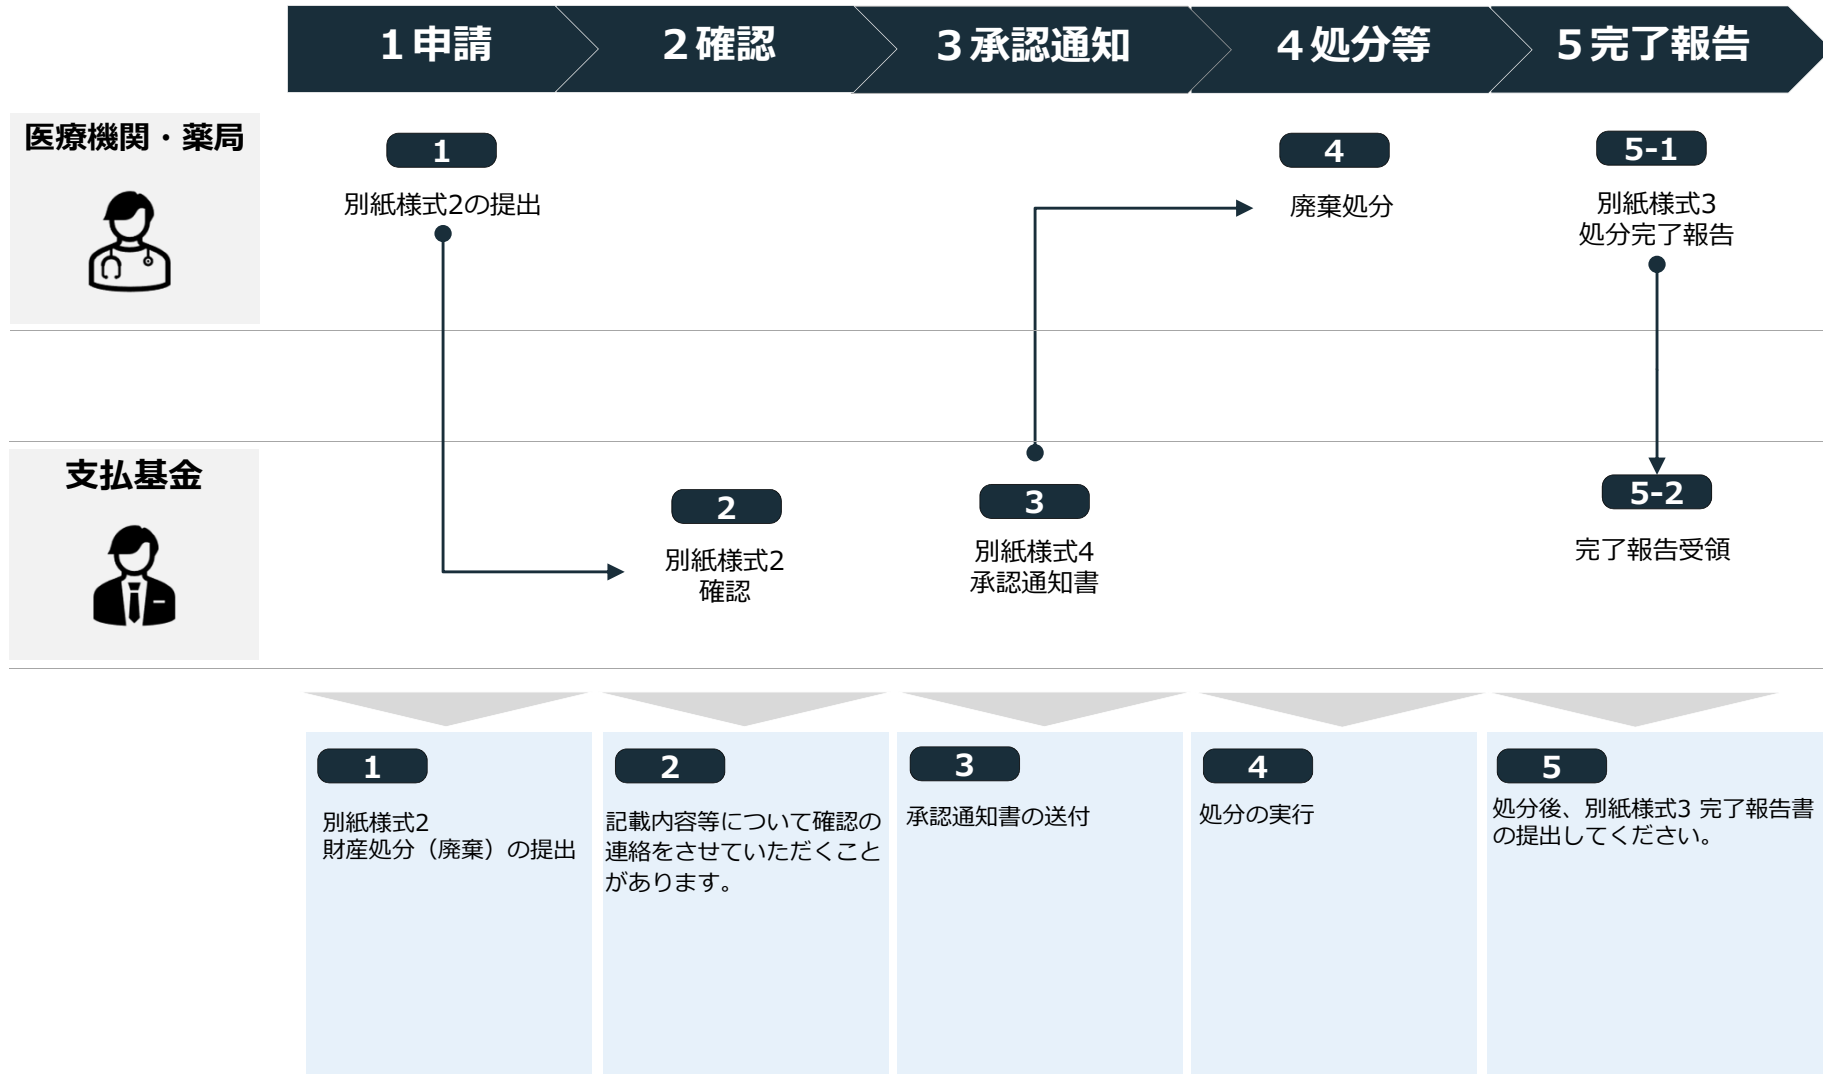 １申請
２確認
３承認通知
４処分等
５完了報告
医療機関・薬局
1
別紙様式2の提出
4
廃棄処分
5-1
別紙様式3
処分完了報告
支払基金
2
別紙様式2
確認
3
別紙様式4
承認通知書
5-2
完了報告受領
1
別紙様式2
財産処分（廃棄）の提出
2
記載内容等について確認の
連絡をさせていただくこと
があります。
3
承認通知書の送付
4
処分の実行
5
処分後、別紙様式3 完了報告書
の提出してください。